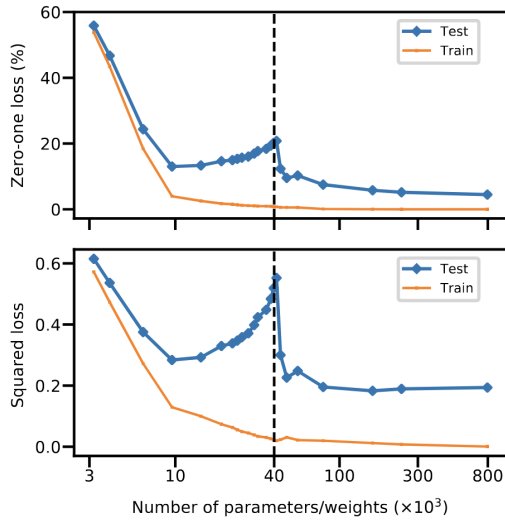 60
40
20
0
Zero-one loss (%)
Test
Train
0.6
0.4
0.2
0.0
Squared loss
Test
Train
3 10 40 100 300 800
Number of parameters/weights (×10³)